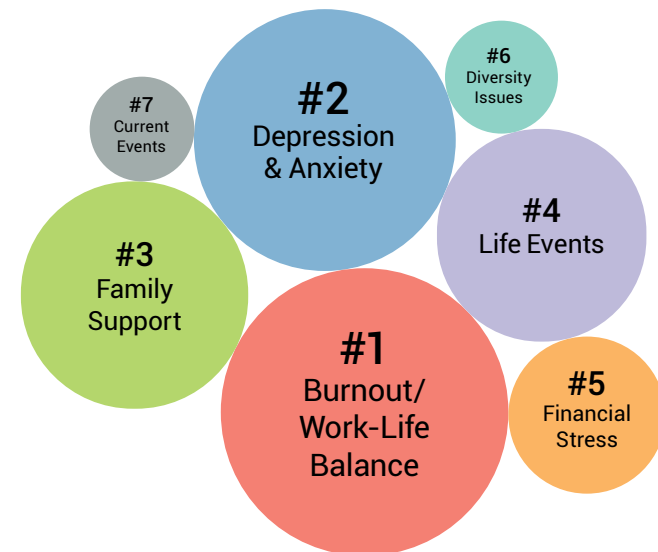 #6
Diversity
Issues
#2
Depression
& Anxiety
#7
Current
Events
#4
Life Events
#3
Family
Support
#1
Burnout/
Work-Life
Balance
#5
Financial
Stress